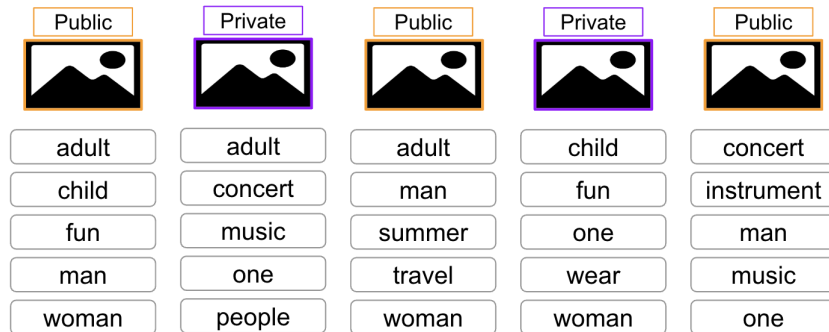 Public Private Public Private Public
adult adult adult child concert
child concert man fun instrument
fun music summer one man
man one travel wear music
woman people woman woman one